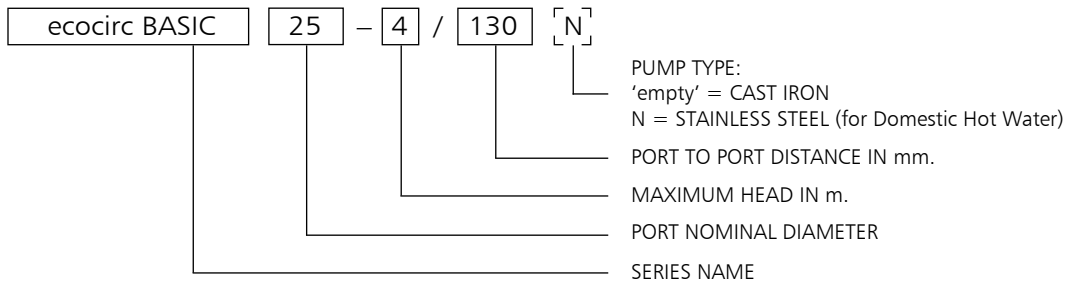 ecocirc BASIC 25 – 4 / 130 N
PUMP TYPE:
‘empty’ = CAST IRON
N = STAINLESS STEEL (for Domestic Hot Water)
PORT TO PORT DISTANCE IN mm.
MAXIMUM HEAD IN m.
PORT NOMINAL DIAMETER
SERIES NAME